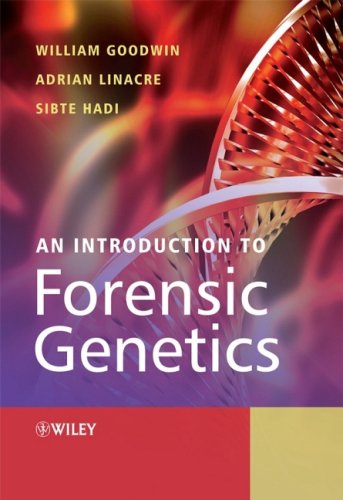 WILLIAM GOODWIN
ADRIAN LINACRE
SIBTE HADI
AN INTRODUCTION TO
Forensic
Genetics
WILEY